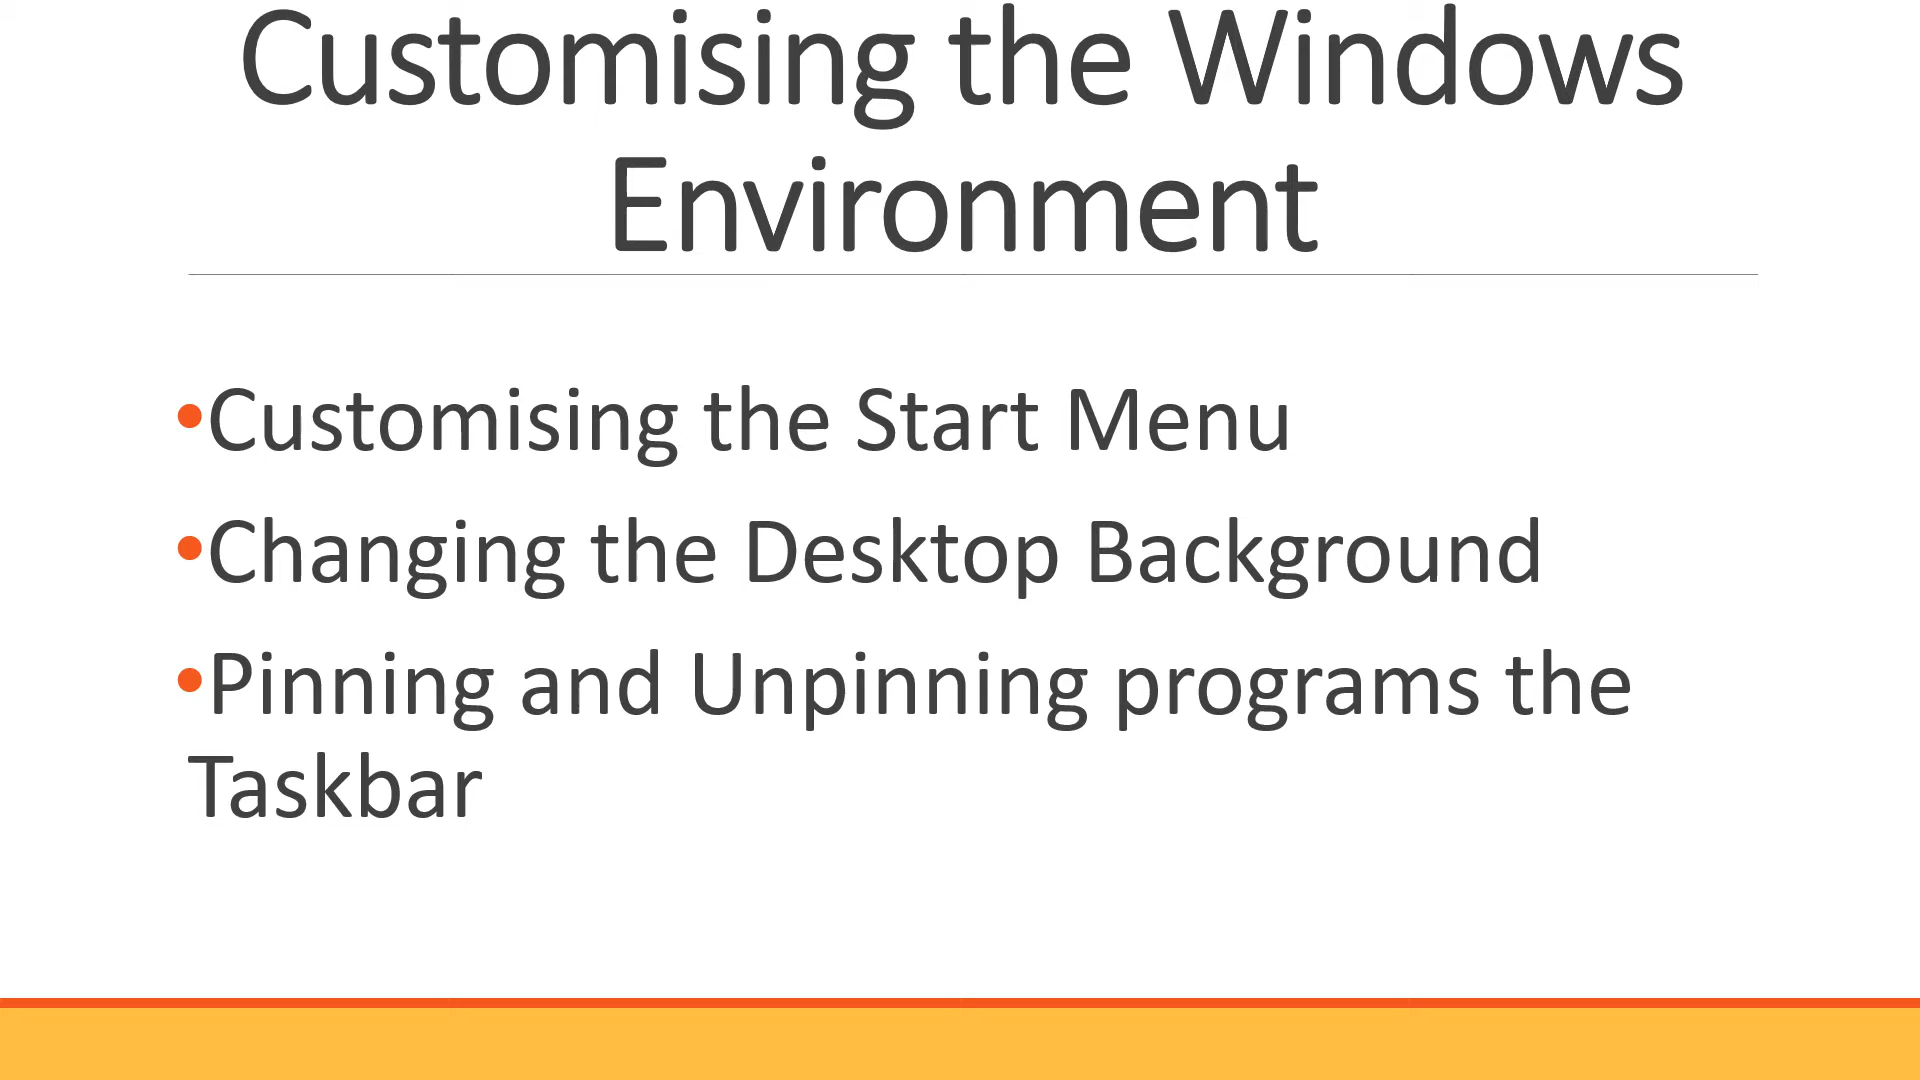 Customising the Windows
Environment
•Customising the Start Menu
•Changing the Desktop Background
•Pinning and Unpinning programs the
Taskbar